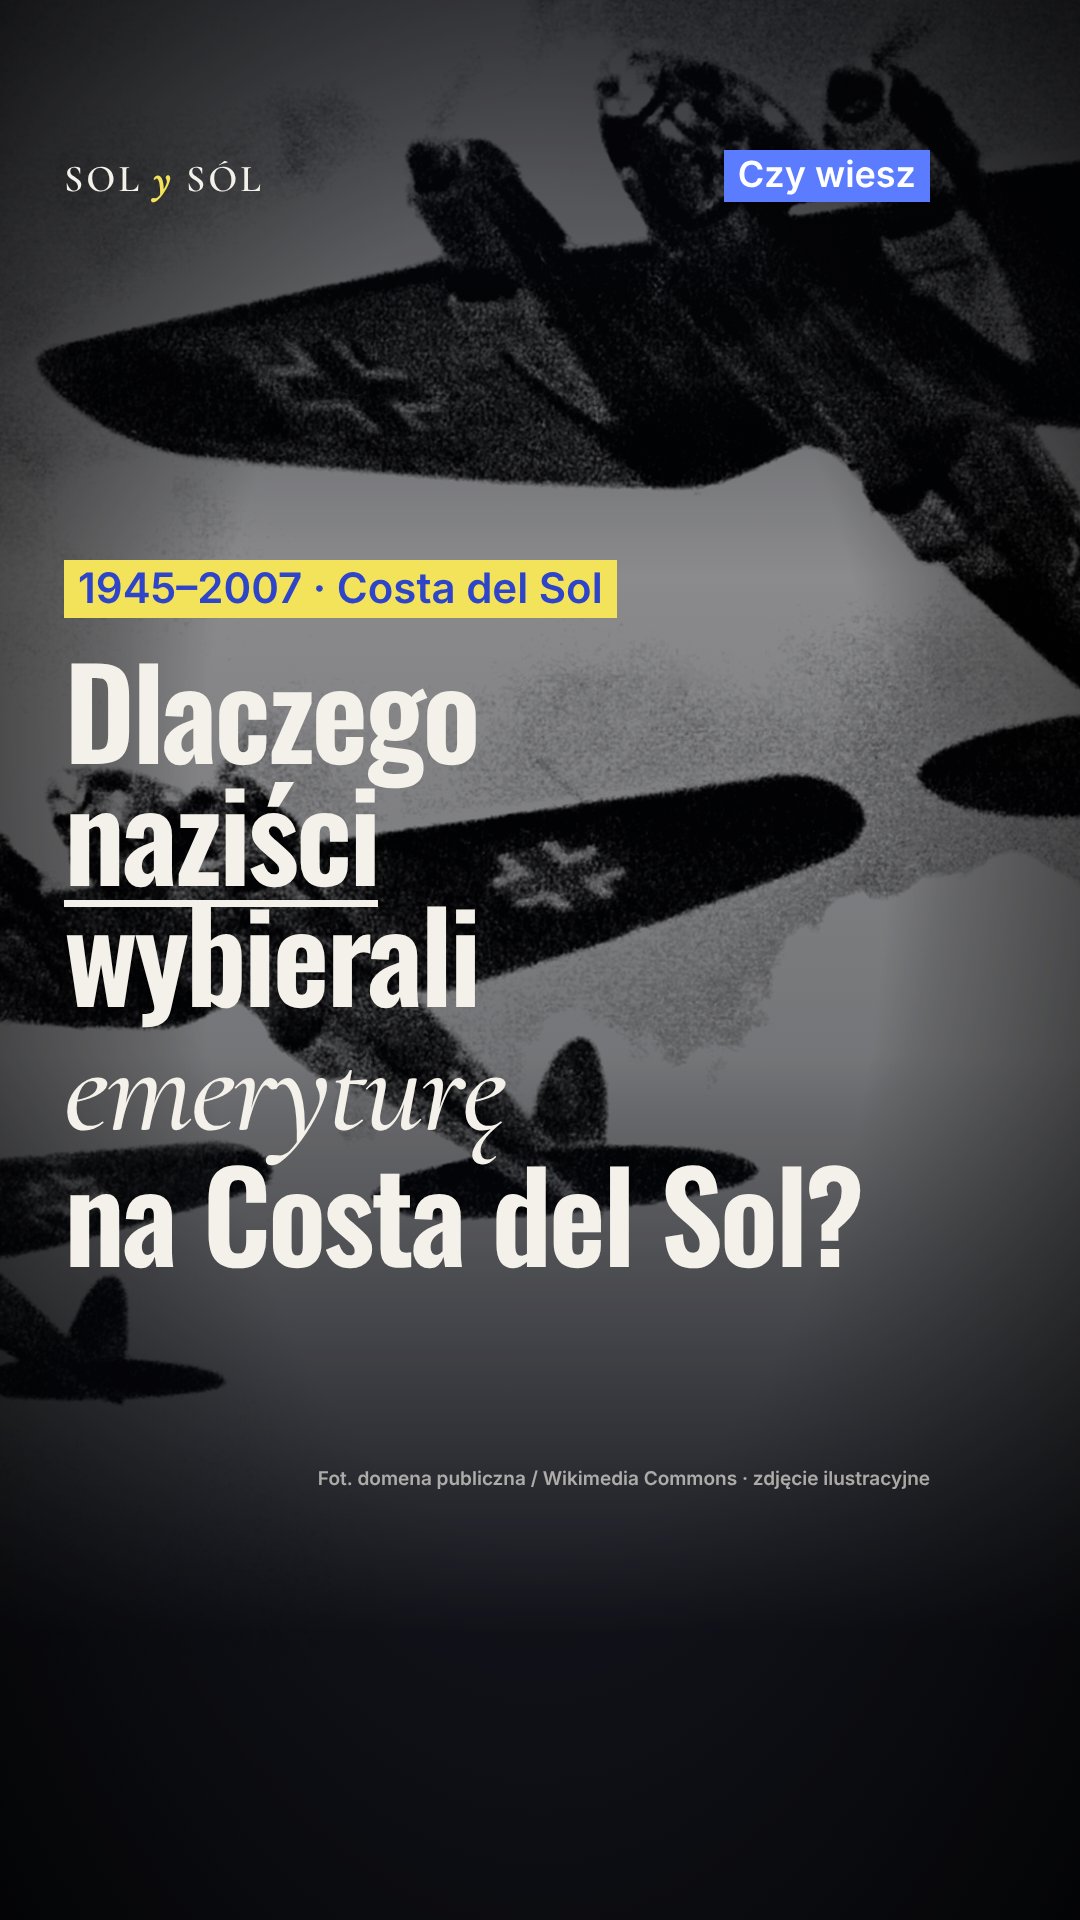 SOL y SÓL
Czy wiesz
1945–2007 · Costa del Sol
Dlaczego
naziści
wybierali
emeryturę
na Costa del Sol?
Fot. domena publiczna / Wikimedia Commons · zdjęcie ilustracyjne